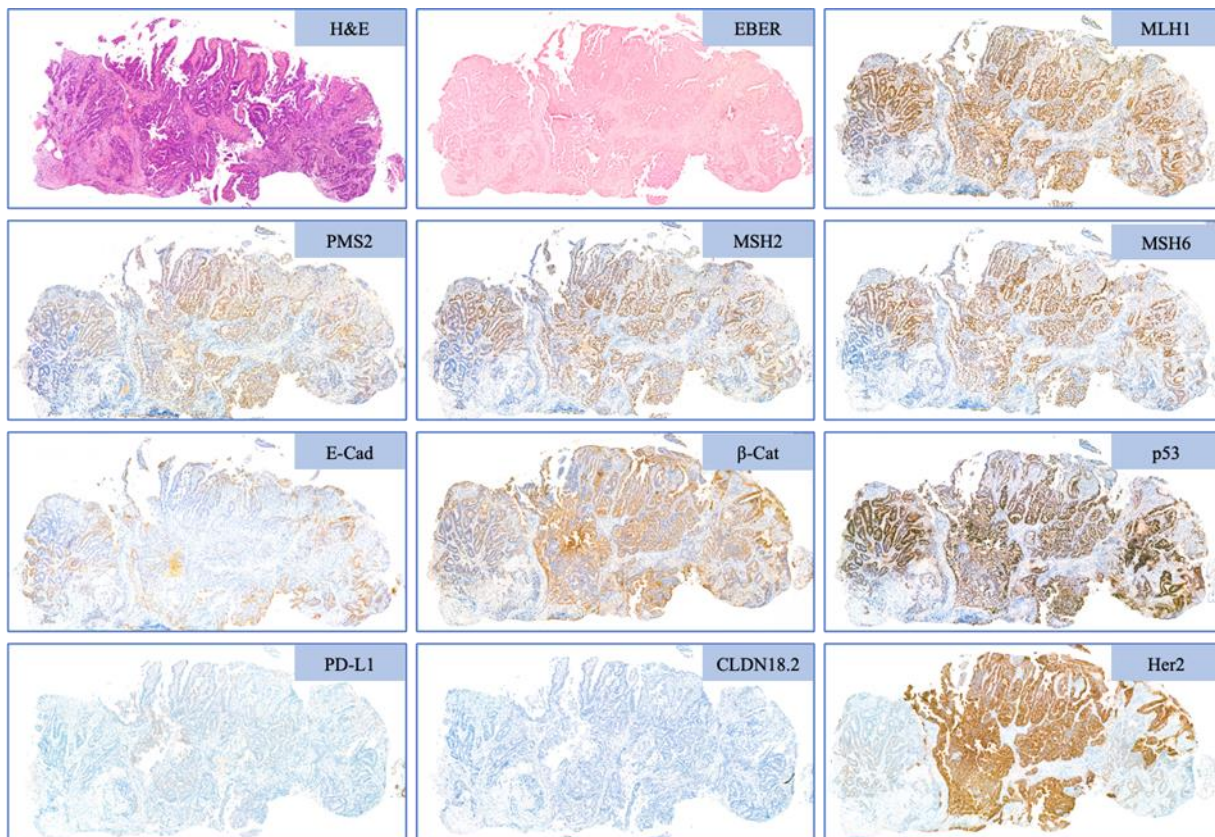 H&E
EBER
MLH1
PMS2
MSH2
MSH6
E-Cad
β-Cat
p53
PD-L1
CLDN18.2
Her2